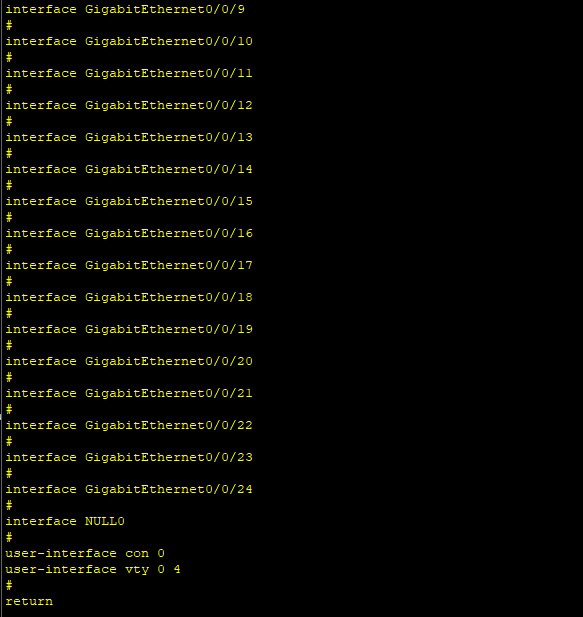 interface GigabitEthernet0/0/9
#
interface GigabitEthernet0/0/10
#
interface GigabitEthernet0/0/11
#
interface GigabitEthernet0/0/12
#
interface GigabitEthernet0/0/13
#
interface GigabitEthernet0/0/14
#
interface GigabitEthernet0/0/15
#
interface GigabitEthernet0/0/16
#
interface GigabitEthernet0/0/17
#
interface GigabitEthernet0/0/18
#
interface GigabitEthernet0/0/19
#
interface GigabitEthernet0/0/20
#
interface GigabitEthernet0/0/21
#
interface GigabitEthernet0/0/22
#
interface GigabitEthernet0/0/23
#
interface GigabitEthernet0/0/24
#
interface NULL0
#
user-interface con 0
user-interface vty 0 4
#
return